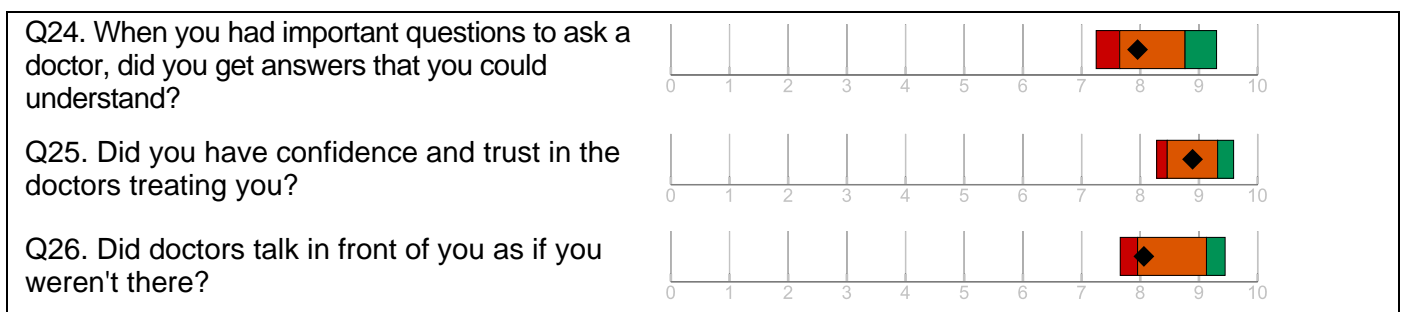 Q24. When you had important questions to ask a
doctor, did you get answers that you could
understand?
0 1 2 3 4 5 6 7 8 9 10
Q25. Did you have confidence and trust in the
doctors treating you?
0 1 2 3 4 5 6 7 8 9 10
Q26. Did doctors talk in front of you as if you
weren't there?
0 1 2 3 4 5 6 7 8 9 10